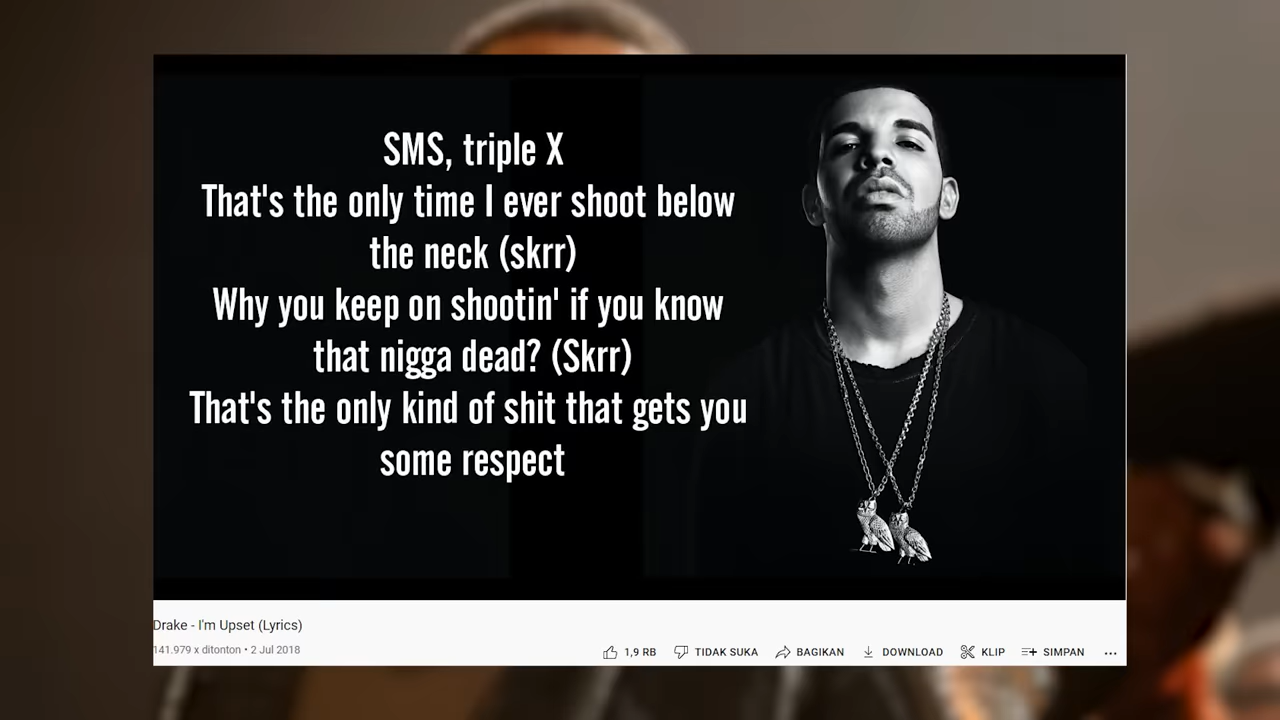 SMS, triple X
That's the only time I ever shoot below
the neck (skrr)
Why you keep on shootin' if you know
that nigga dead? (Skrr)
That's the only kind of shit that gets you
some respect
Drake - I'm Upset (Lyrics)
141.979 x ditonton • 2 Jul 2018
1,9 RB TIDAK SUKA BAGIKAN DOWNLOAD KLIP SIMPAN ...